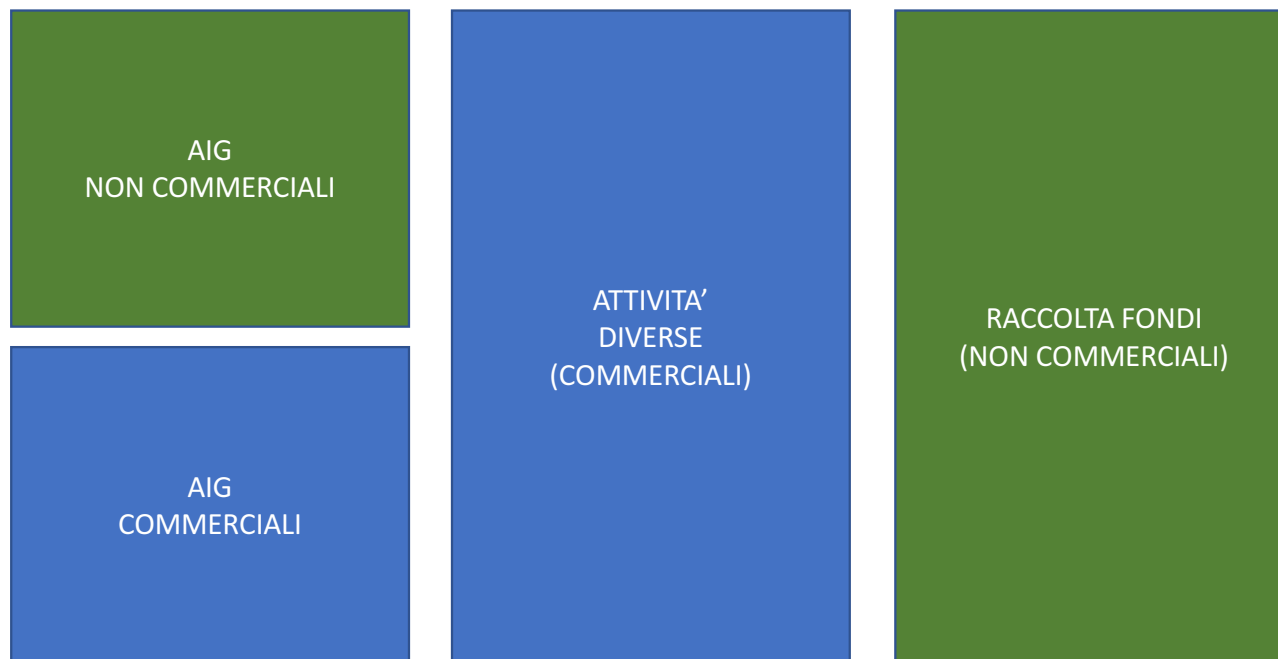 AIG
NON COMMERCIALI
AIG
COMMERCIALI
ATTIVITA’
DIVERSE
(COMMERCIALI)
RACCOLTA FONDI
(NON COMMERCIALI)